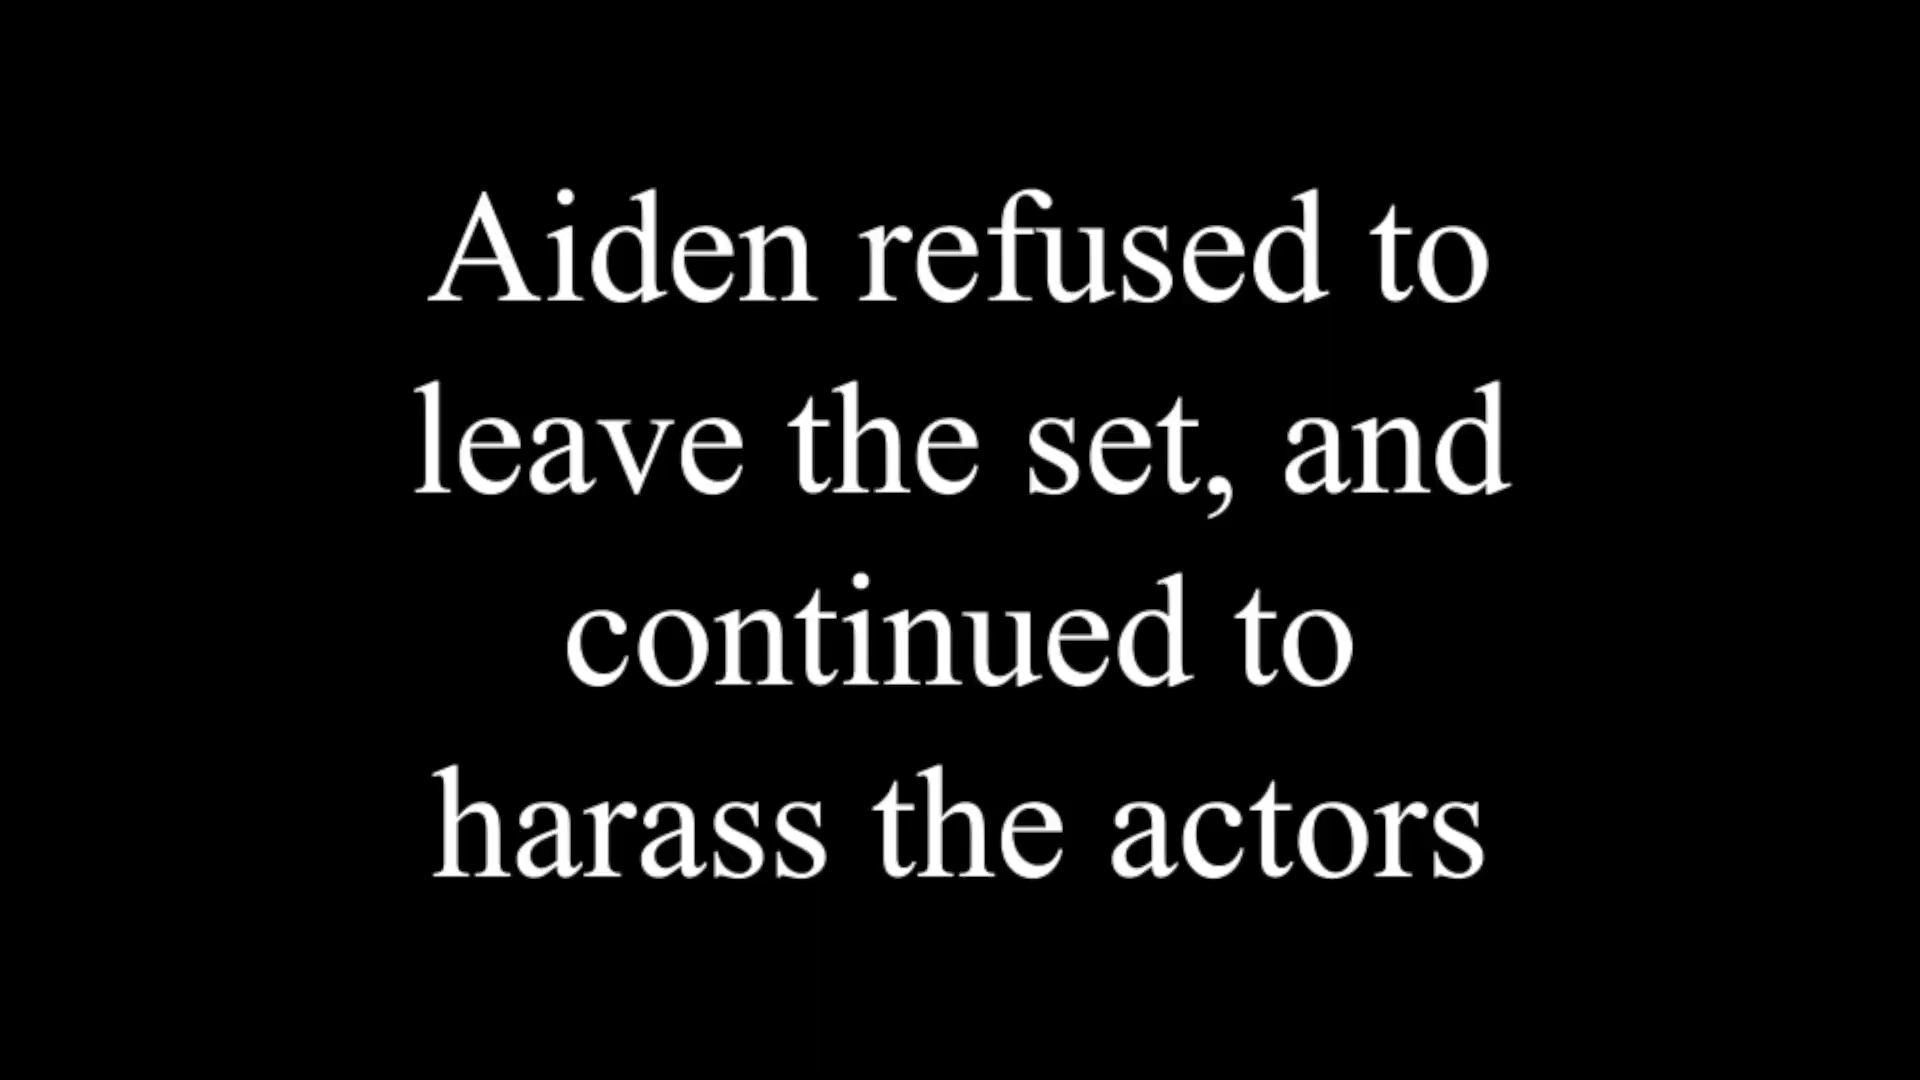 Aiden refused to
leave the set, and
continued to
harass the actors